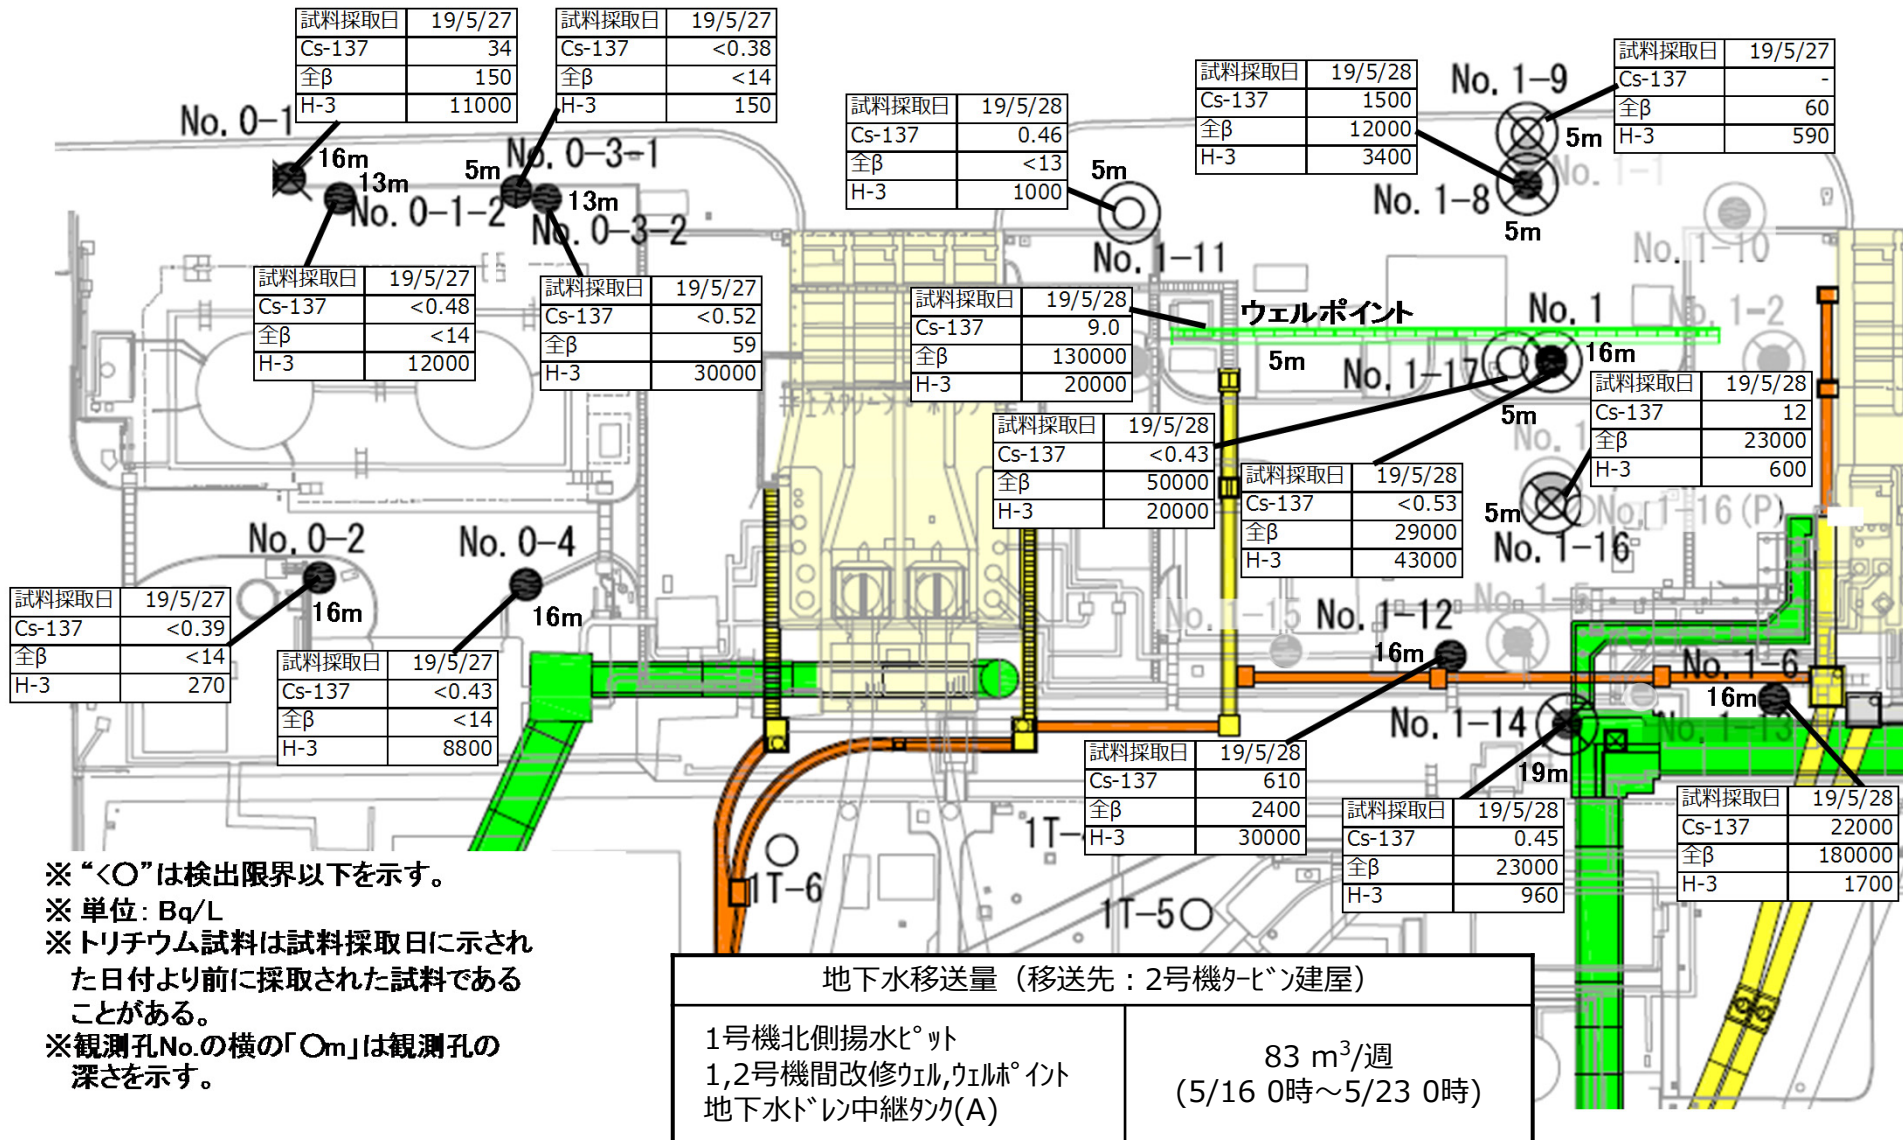 試料採取日 19/5/27
Cs-137 34
全β 150
H-3 11000
試料採取日 19/5/27
Cs-137 <0.38
全β <14
H-3 150
試料採取日 19/5/28
Cs-137 0.46
全β <13
H-3 1000
試料採取日 19/5/28
Cs-137 1500
全β 12000
H-3 3400
試料採取日 19/5/27
Cs-137 -
全β 60
H-3 590
No. 0-1
16m
13m
No. 0-1-2
5m
No. 0-3-1
13m
No. 0-3-2
5m
No. 1-11
No. 1-9
5m
No. 1-1
No. 1-8
5m
No. 1-10
試料採取日 19/5/27
Cs-137 <0.48
全β <14
H-3 12000
試料採取日 19/5/27
Cs-137 <0.52
全β 59
H-3 30000
試料採取日 19/5/28
Cs-137 9.0
全β 130000
H-3 20000
ウェルポイント
5m
No. 1
16m
No. 1-2
No. 1-17
5m
試料採取日 19/5/28
Cs-137 12
全β 23000
H-3 600
試料採取日 19/5/28
Cs-137 <0.43
全β 50000
H-3 20000
試料採取日 19/5/28
Cs-137 <0.53
全β 29000
H-3 43000
5m
No. 1-16(P)
No. 1-16
No. 0-2
16m
No. 0-4
16m
No. 1-15
No. 1-12
16m
No. 1-5
No. 1-6
16m
No. 1-14
19m
No. 1-13
試料採取日 19/5/27
Cs-137 <0.39
全β <14
H-3 270
試料採取日 19/5/27
Cs-137 <0.43
全β <14
H-3 8800
試料採取日 19/5/28
Cs-137 610
全β 2400
H-3 30000
試料採取日 19/5/28
Cs-137 0.45
全β 23000
H-3 960
試料採取日 19/5/28
Cs-137 22000
全β 180000
H-3 1700
1T-
1T-6
1T-5
※ “<○”は検出限界以下を示す。
※ 単位: Bq/L
※ トリチウム試料は試料採取日に示され
た日付より前に採取された試料である
ことがある。
※観測孔No.の横の「○m」は観測孔の
深さを示す。
地下水移送量（移送先：2号機ﾀｰﾋﾞﾝ建屋）
1号機北側揚水ﾋﾟｯﾄ
1,2号機間改修ｳｪﾙ,ｳｪﾙﾎﾟｲﾝﾄ
地下水ﾄﾞﾚﾝ中継ﾀﾝｸ(A)
83 m³/週
(5/16 0時～5/23 0時)